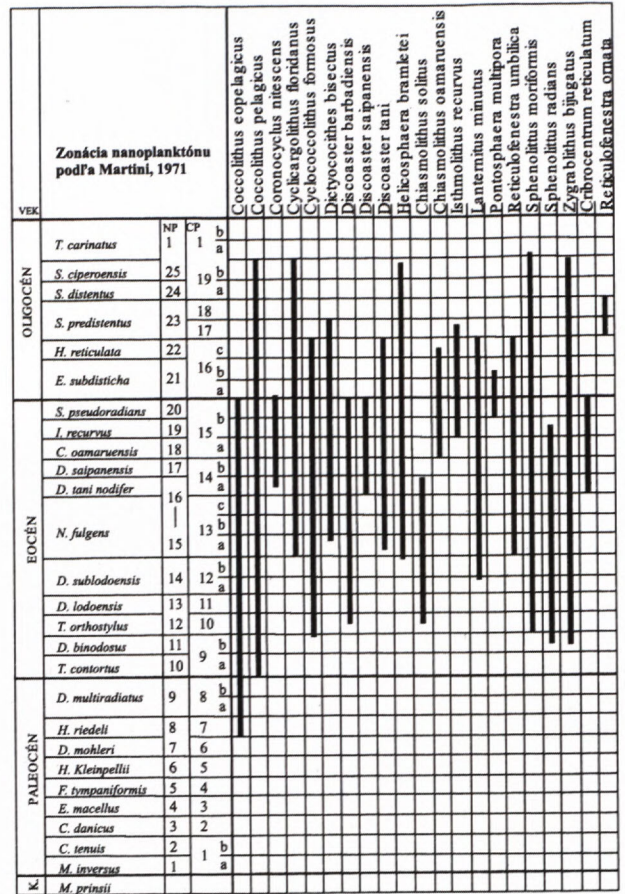 Zonácia nanoplanktónu
podľa Martini, 1971
VEK
Coccolithus eopelagicus
Coccolithus pelagicus
Coronocyclus nitescens
Cyclicargolithus floridanus
Cyclococcolithus formosus
Dictyococithes bisectus
Discoaster barbadiensis
Discoaster saipanensis
Discoaster tani
Helicosphaera bramletei
Chiasmolithus solitus
Chiasmolithus oamaruensis
Isthmolithus recurvus
Lanternitus minutus
Pontosphaera multipora
Reticulofenestra umbilica
Sphenolittus moriformis
Sphenolittus radians
Zygrablithus bijugatus
Cribrocentrum reticulatum
Reticulofenestra ornata
NP CP
OLIGOCÉN
T. carinatus 1 1 b
a
S. ciperoensis 25 19 b
S. distentus 24 a
S. predistentus 23 18
17
H. reticulata 22 16 c
E. subdisticha 21 b
a
EOCÉN
S. pseudoradians 20 15 b
I. recurvus 19
C. oamaruensis 18 a
D. saipanensis 17 14 b
D. tani nodifer 16 a
N. fulgens 15 13 c
b
a
D. sublodoensis 14 12 b
a
D. lodoensis 13 11
T. orthostylus 12 10
D. binodosus 11 9 b
T. contortus 10 a
PALEOCÉN
D. multiradiatus 9 8 b
a
H. riedeli 8 7
D. mohleri 7 6
H. Kleinpellii 6 5
F. tympaniformis 5 4
E. macellus 4 3
C. danicus 3 2
C. tenuis 2 1 b
M. inversus 1 a
K.
M. prinsii